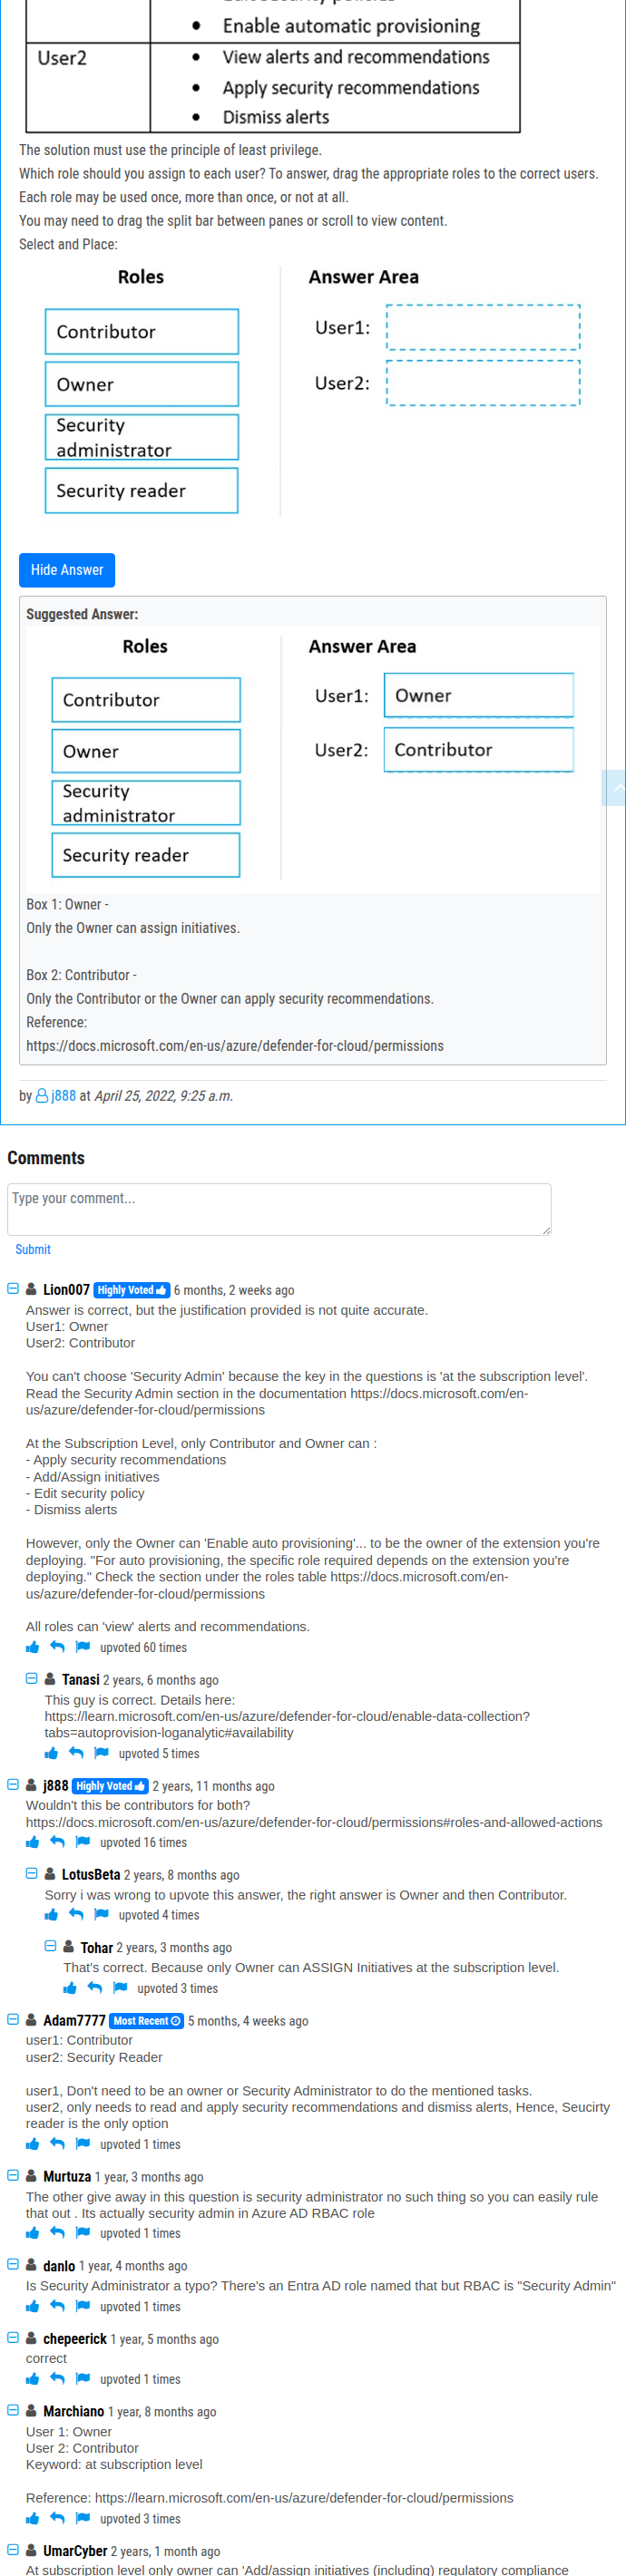 • Enable automatic provisioning
User2
• View alerts and recommendations
• Apply security recommendations
• Dismiss alerts
The solution must use the principle of least privilege.
Which role should you assign to each user? To answer, drag the appropriate roles to the correct users.
Each role may be used once, more than once, or not at all.
You may need to drag the split bar between panes or scroll to view content.
Select and Place:
Roles
Answer Area
Contributor
Owner
Security
administrator
Security reader
User1:
User2:
Hide Answer
Suggested Answer:
Roles
Answer Area
Contributor
Owner
Security
administrator
Security reader
User1: Owner
User2: Contributor
Box 1: Owner -
Only the Owner can assign initiatives.
Box 2: Contributor -
Only the Contributor or the Owner can apply security recommendations.
Reference:
https://docs.microsoft.com/en-us/azure/defender-for-cloud/permissions
by j888 at April 25, 2022, 9:25 a.m.
Comments
Type your comment...
Submit
Lion007 Highly Voted 6 months, 2 weeks ago
Answer is correct, but the justification provided is not quite accurate.
User1: Owner
User2: Contributor
You can't choose 'Security Admin' because the key in the questions is 'at the subscription level'.
Read the Security Admin section in the documentation https://docs.microsoft.com/en-
us/azure/defender-for-cloud/permissions
At the Subscription Level, only Contributor and Owner can :
- Apply security recommendations
- Add/Assign initiatives
- Edit security policy
- Dismiss alerts
However, only the Owner can 'Enable auto provisioning'... to be the owner of the extension you're
deploying. "For auto provisioning, the specific role required depends on the extension you're
deploying." Check the section under the roles table https://docs.microsoft.com/en-
us/azure/defender-for-cloud/permissions
All roles can 'view' alerts and recommendations.
upvoted 60 times
Tanasi 2 years, 6 months ago
This guy is correct. Details here:
https://learn.microsoft.com/en-us/azure/defender-for-cloud/enable-data-collection?
tabs=autoprovision-loganalytic#availability
upvoted 5 times
j888 Highly Voted 2 years, 11 months ago
Wouldn't this be contributors for both?
https://docs.microsoft.com/en-us/azure/defender-for-cloud/permissions#roles-and-allowed-actions
upvoted 16 times
LotusBeta 2 years, 8 months ago
Sorry i was wrong to upvote this answer, the right answer is Owner and then Contributor.
upvoted 4 times
Tohar 2 years, 3 months ago
That's correct. Because only Owner can ASSIGN Initiatives at the subscription level.
upvoted 3 times
Adam7777 Most Recent 5 months, 4 weeks ago
user1: Contributor
user2: Security Reader
user1, Don't need to be an owner or Security Administrator to do the mentioned tasks.
user2, only needs to read and apply security recommendations and dismiss alerts, Hence, Seucirty
reader is the only option
upvoted 1 times
Murtuza 1 year, 3 months ago
The other give away in this question is security administrator no such thing so you can easily rule
that out . Its actually security admin in Azure AD RBAC role
upvoted 1 times
danlo 1 year, 4 months ago
Is Security Administrator a typo? There's an Entra AD role named that but RBAC is "Security Admin"
upvoted 1 times
chepeerick 1 year, 5 months ago
correct
upvoted 1 times
Marchiano 1 year, 8 months ago
User 1: Owner
User 2: Contributor
Keyword: at subscription level
Reference: https://learn.microsoft.com/en-us/azure/defender-for-cloud/permissions
upvoted 3 times
UmarCyber 2 years, 1 month ago
At subscription level only owner can 'Add/assign initiatives (including) regulatory compliance